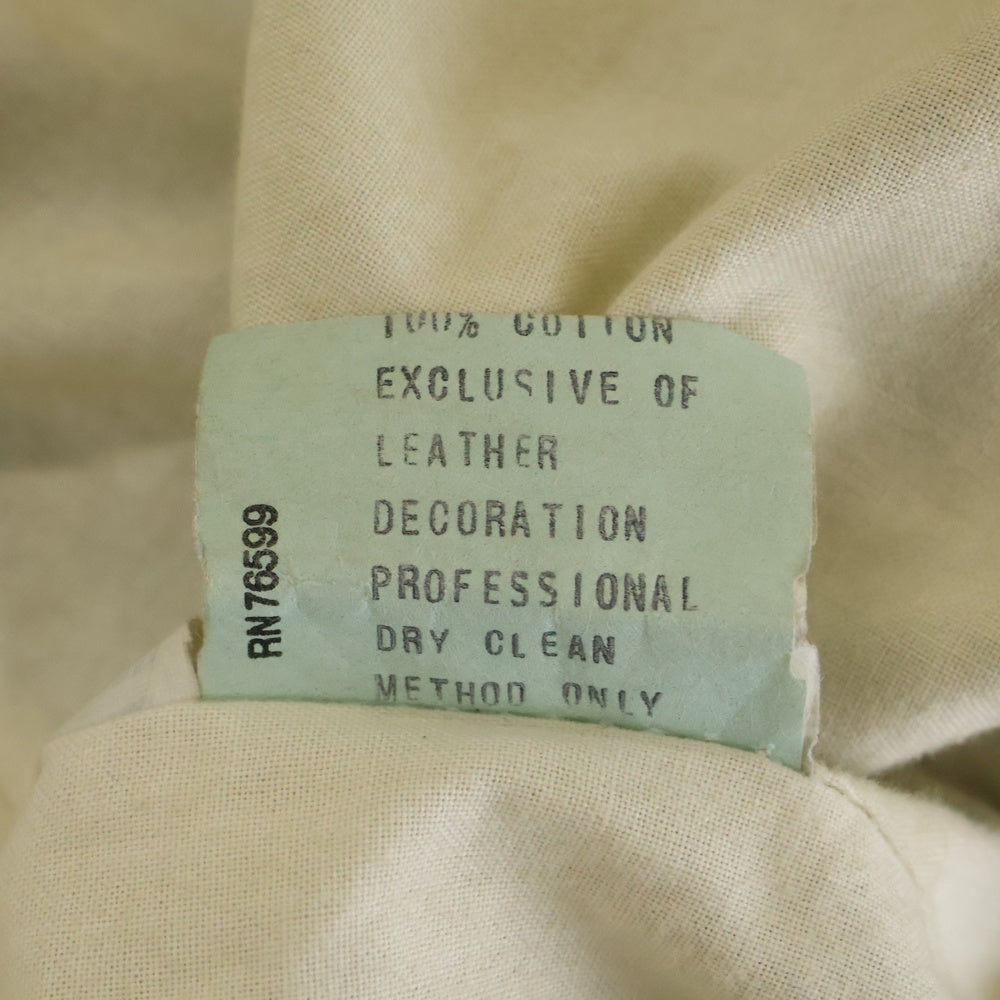 100% COTTON
EXCLUSIVE OF
LEATHER
DECORATION
PROFESSIONAL
DRY CLEAN
METHOD ONLY
RN76599